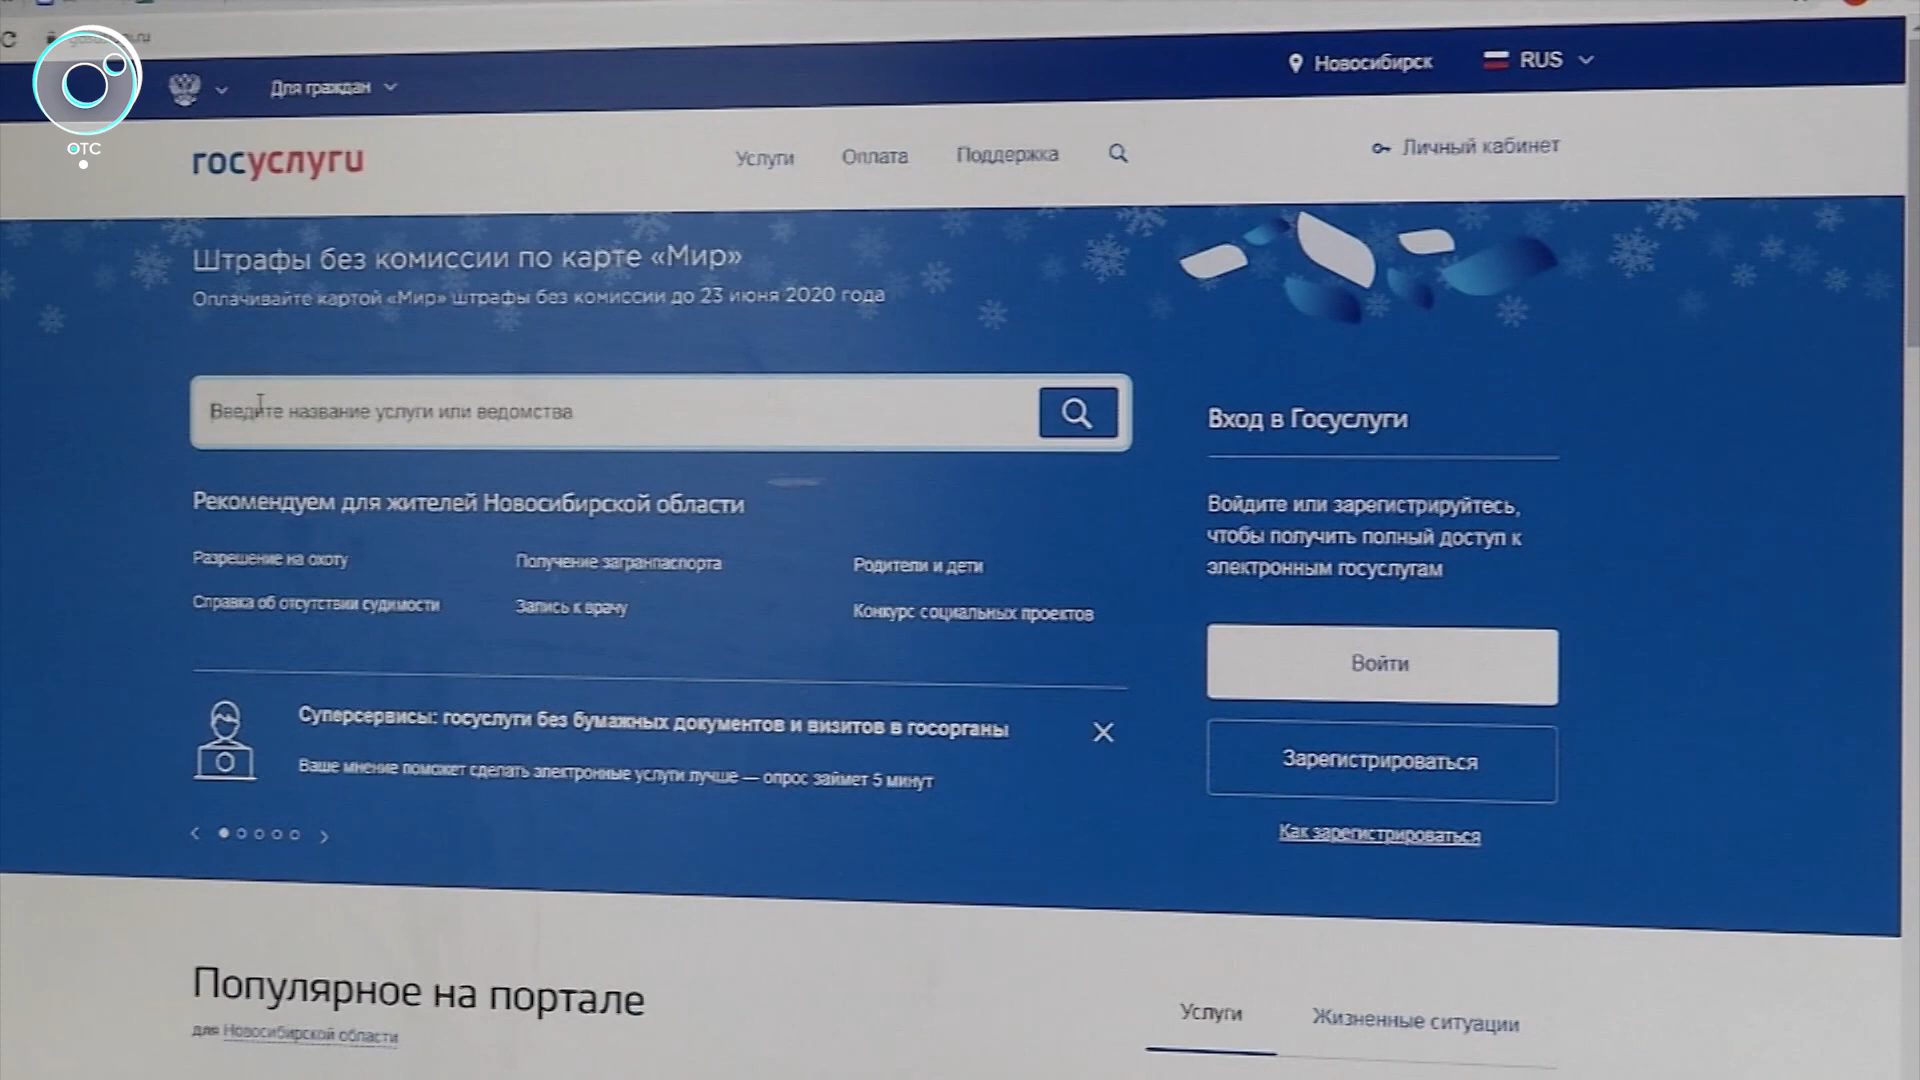 ОТС
Для граждан
Новосибирск
RUS
госуслуги
Услуги
Оплата
Поддержка
Личный кабинет
Штрафы без комиссии по карте «Мир»
Оплачивайте картой «Мир» штрафы без комиссии до 23 июня 2020 года
Введите название услуги или ведомства
Рекомендуем для жителей Новосибирской области
Разрешение на охоту
Получение загранпаспорта
Родители и дети
Справка об отсутствии судимости
Запись к врачу
Конкурс социальных проектов
Суперсервисы: госуслуги без бумажных документов и визитов в госорганы
Ваше мнение поможет сделать электронные услуги лучше — опрос займет 5 минут
Вход в Госуслуги
Войдите или зарегистрируйтесь,
чтобы получить полный доступ к
электронным госуслугам
Войти
Зарегистрироваться
Как зарегистрироваться
Популярное на портале
для Новосибирской области
Услуги
Жизненные ситуации